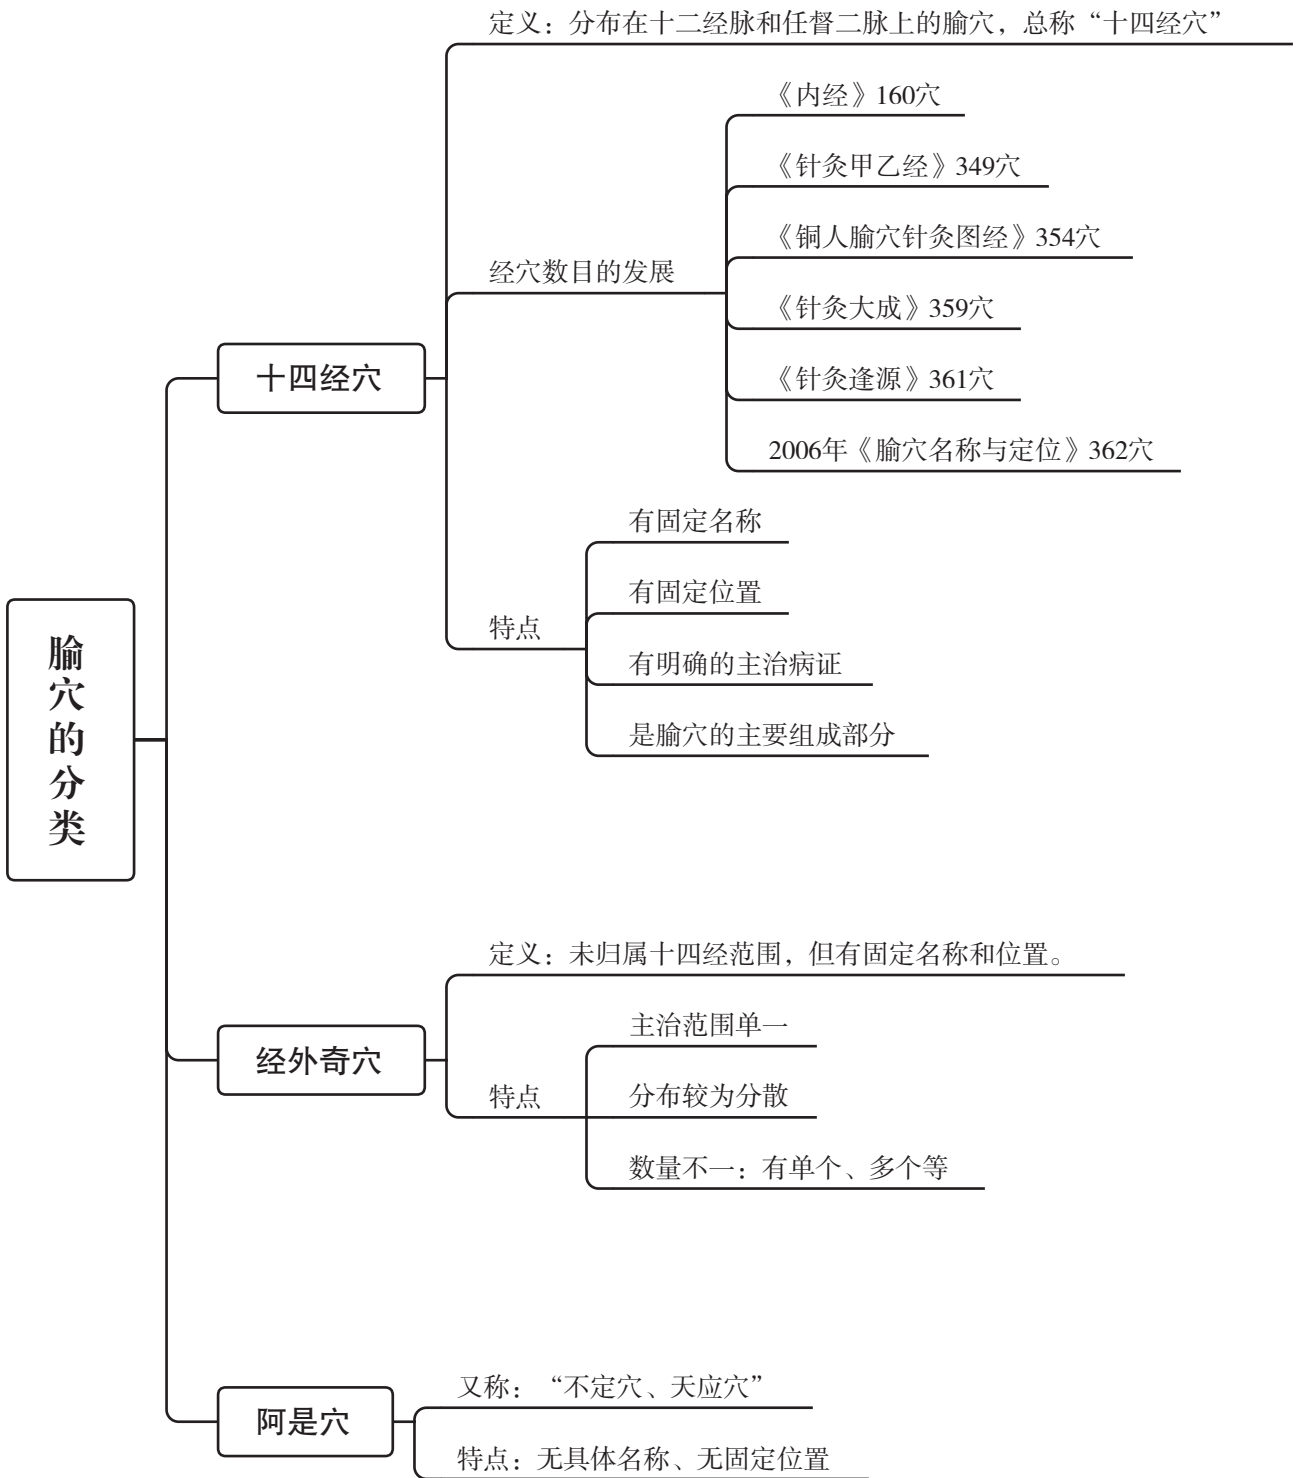 腧穴的分类
十四经穴
定义：分布在十二经脉和任督二脉上的腧穴，总称“十四经穴”
经穴数目的发展
《内经》160穴
《针灸甲乙经》349穴
《铜人腧穴针灸图经》354穴
《针灸大成》359穴
《针灸逢源》361穴
2006年《腧穴名称与定位》362穴
特点
有固定名称
有固定位置
有明确的主治病证
是腧穴的主要组成部分
经外奇穴
定义：未归属十四经范围，但有固定名称和位置。
特点
主治范围单一
分布较为分散
数量不一：有单个、多个等
阿是穴
又称：“不定穴、天应穴”
特点：无具体名称、无固定位置